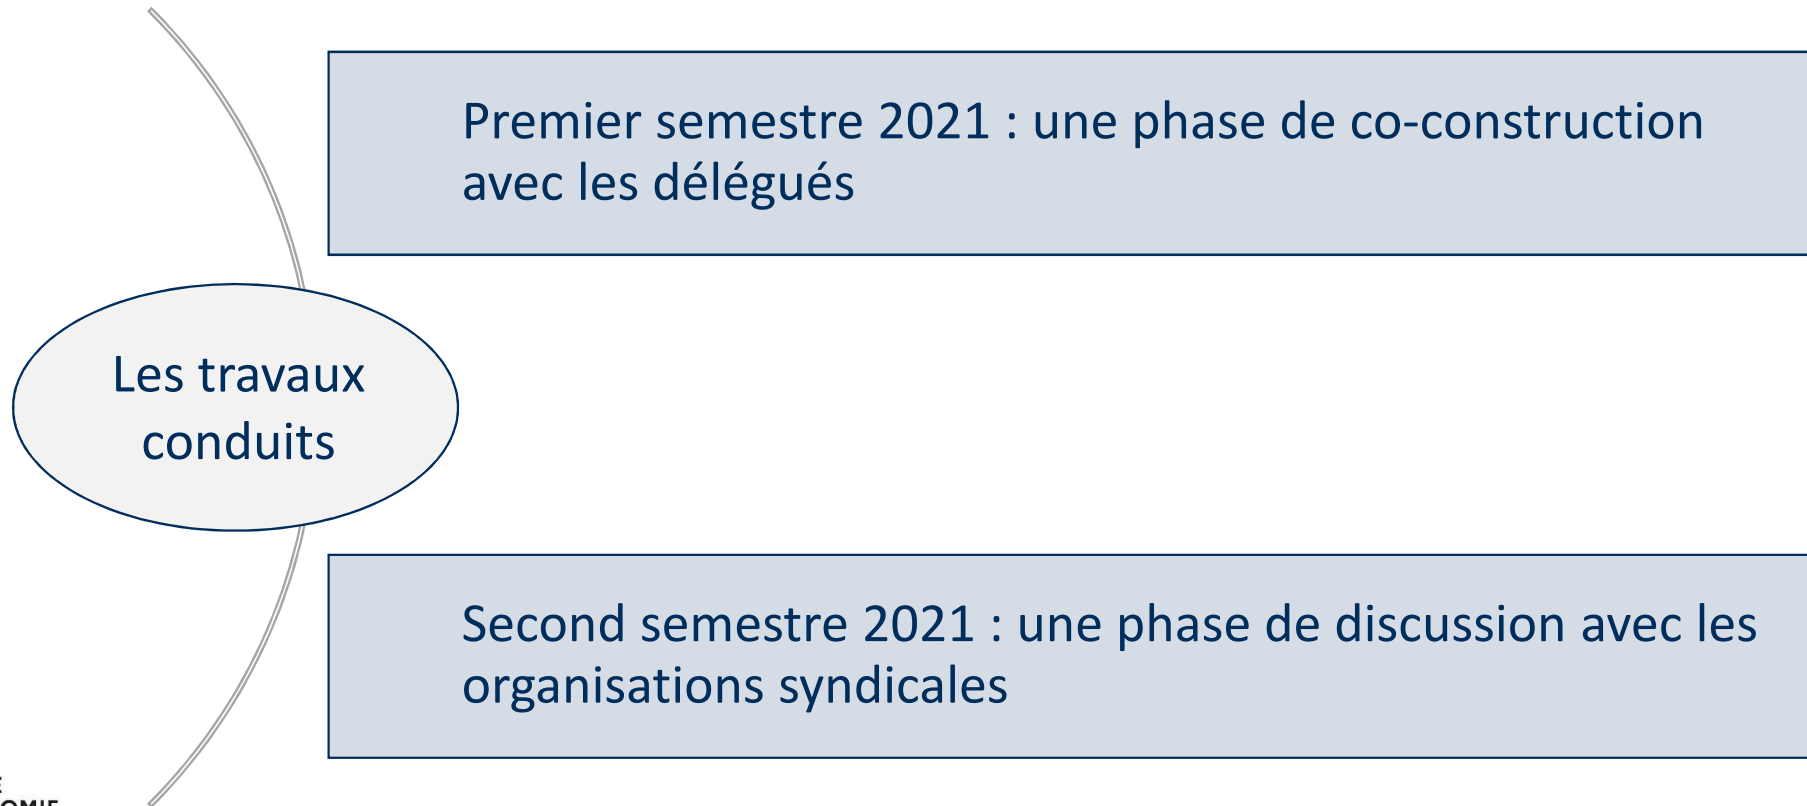 Premier semestre 2021 : une phase de co-construction
avec les délégués
Les travaux
conduits
Second semestre 2021 : une phase de discussion avec les
organisations syndicales